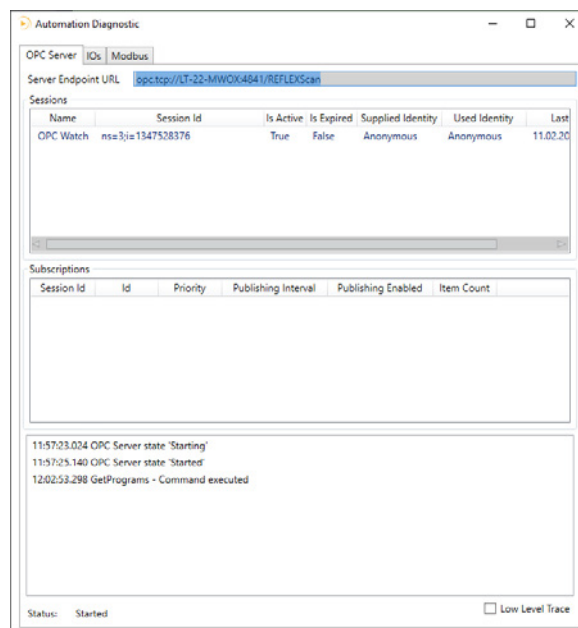 Automation Diagnostic
OPC Server IOs Modbus
Server Endpoint URL opc.tcp://LT-22-MWOX:4841/REFLEXScan
Sessions
Name Session Id Is Active Is Expired Supplied Identity Used Identity Last
OPC Watch ns=3;i=1347528376 True False Anonymous Anonymous 11.02.20
Subscriptions
Session Id Id Priority Publishing Interval Publishing Enabled Item Count
11:57:23.024 OPC Server state 'Starting'
11:57:25.140 OPC Server state 'Started'
12:02:53.298 GetPrograms - Command executed
Status: Started Low Level Trace